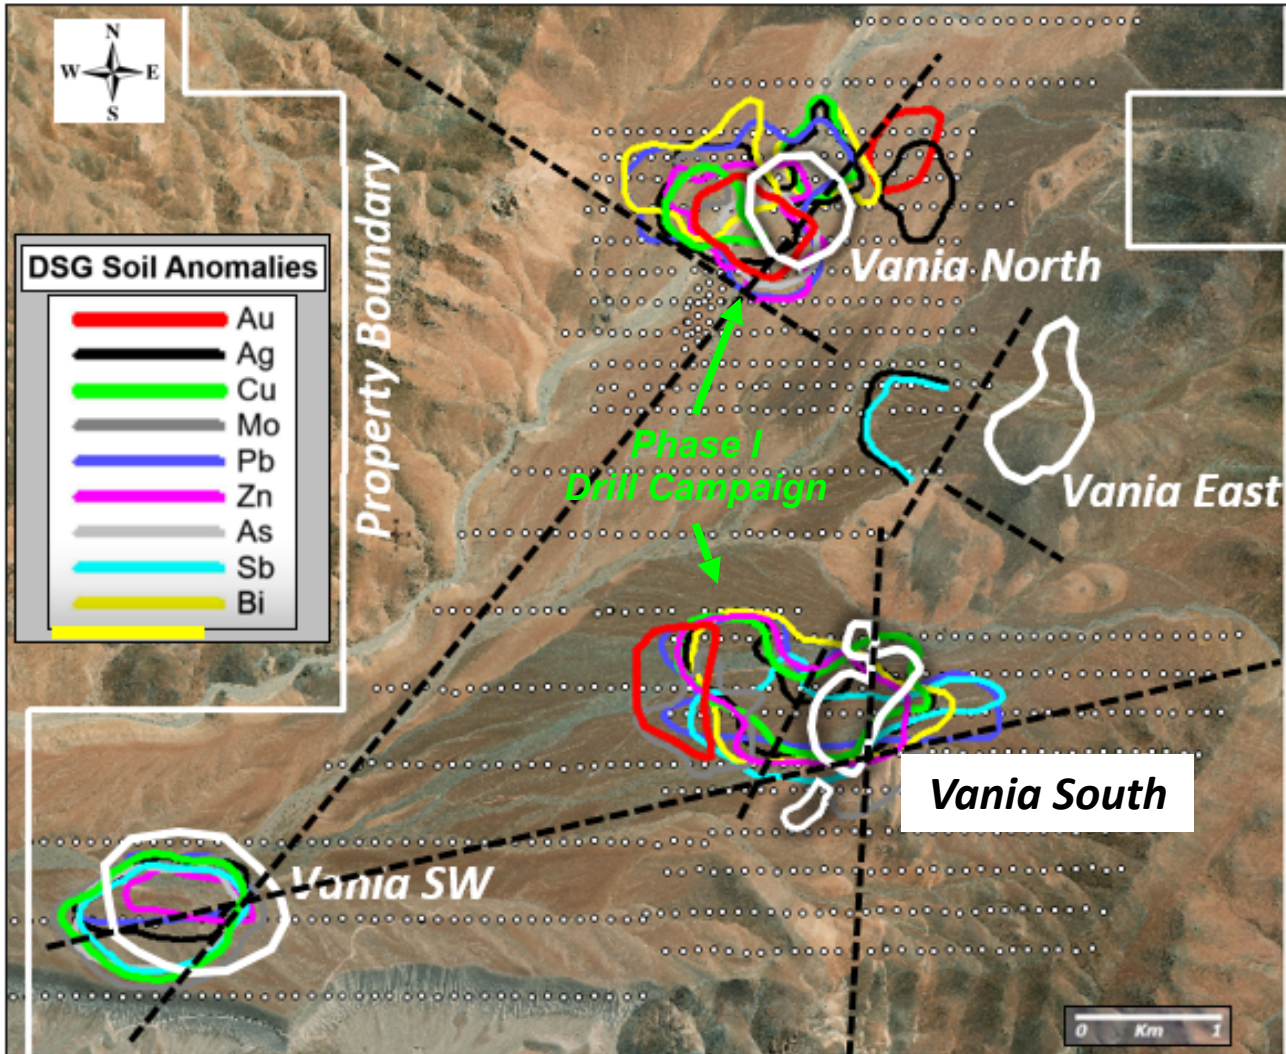 N
W E
S
Property Boundary
DSG Soil Anomalies
Au
Ag
Cu
Mo
Pb
Zn
As
Sb
Bi
Vania North
Phase I
Drill Campaign
Vania East
Vania South
Vania SW
0 Km 1